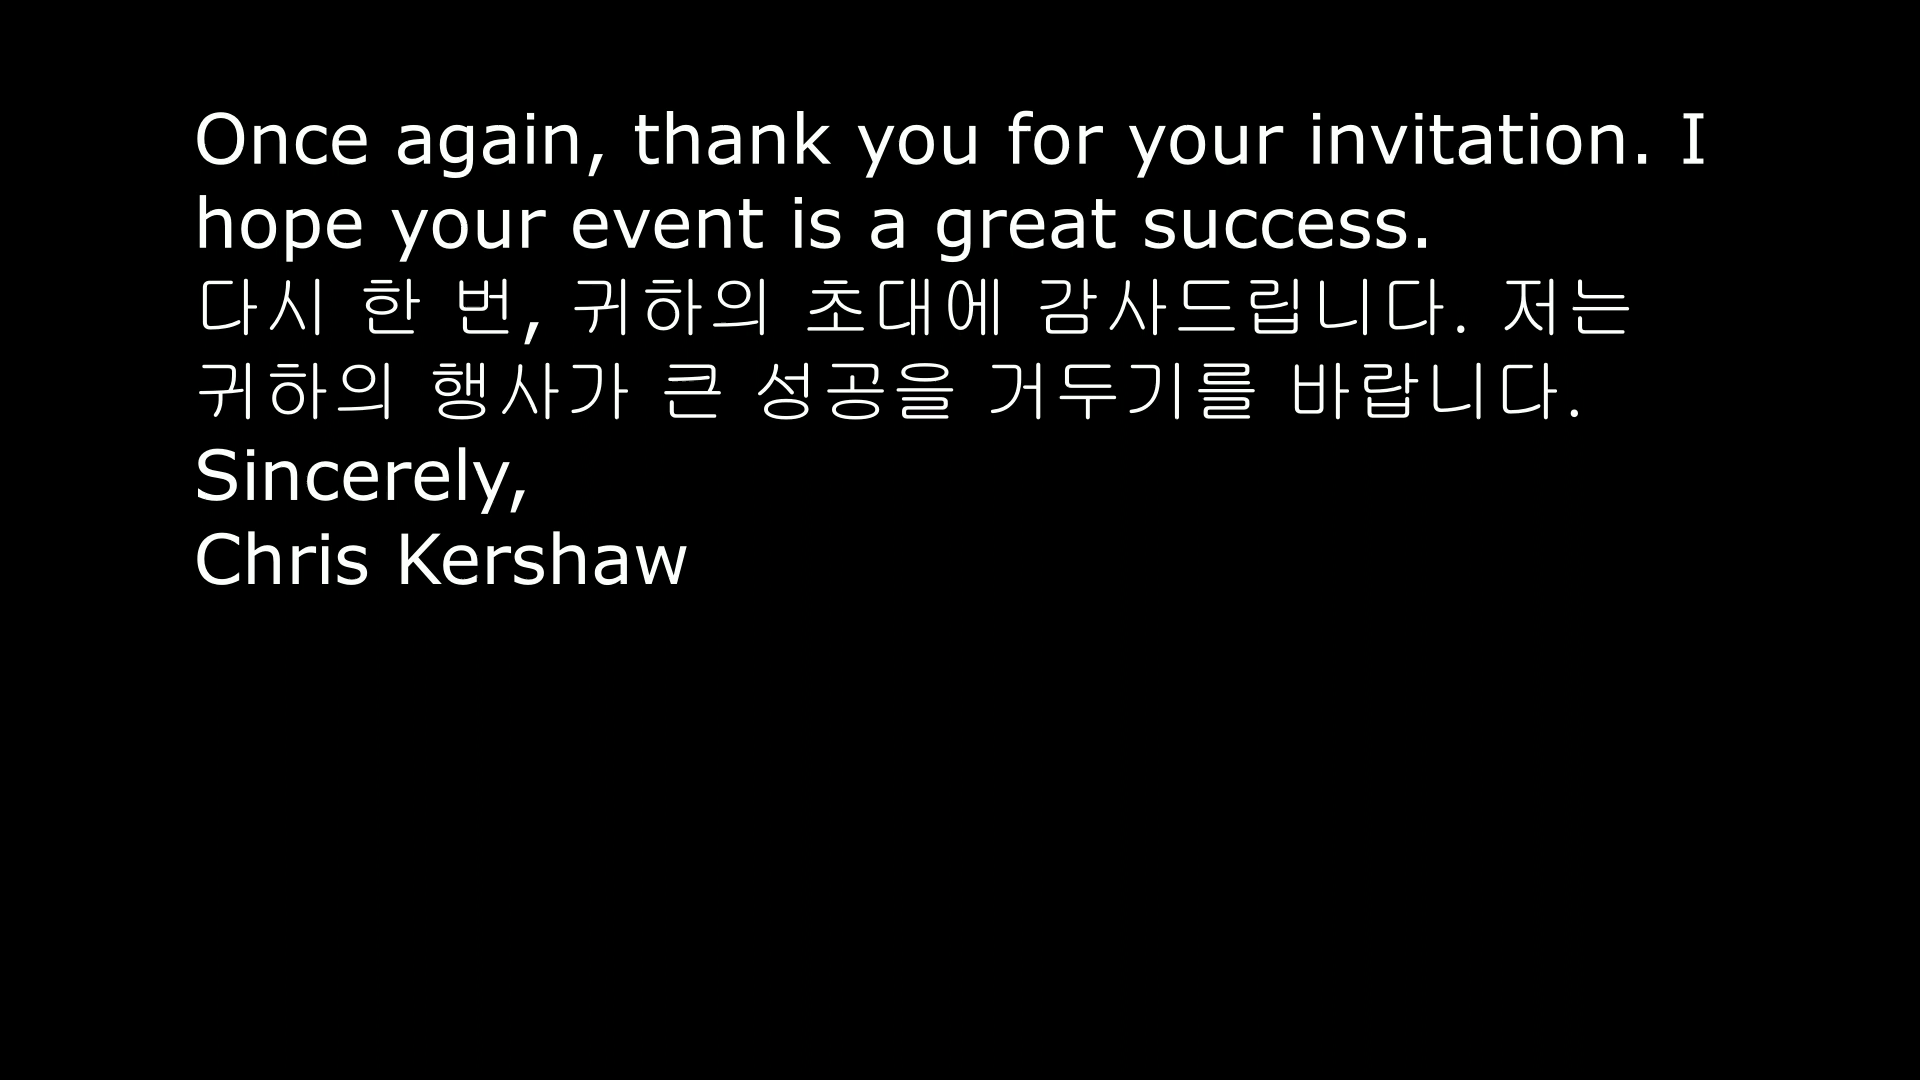 Once again, thank you for your invitation. I
hope your event is a great success.
다시 한 번, 귀하의 초대에 감사드립니다. 저는
귀하의 행사가 큰 성공을 거두기를 바랍니다.
Sincerely,
Chris Kershaw